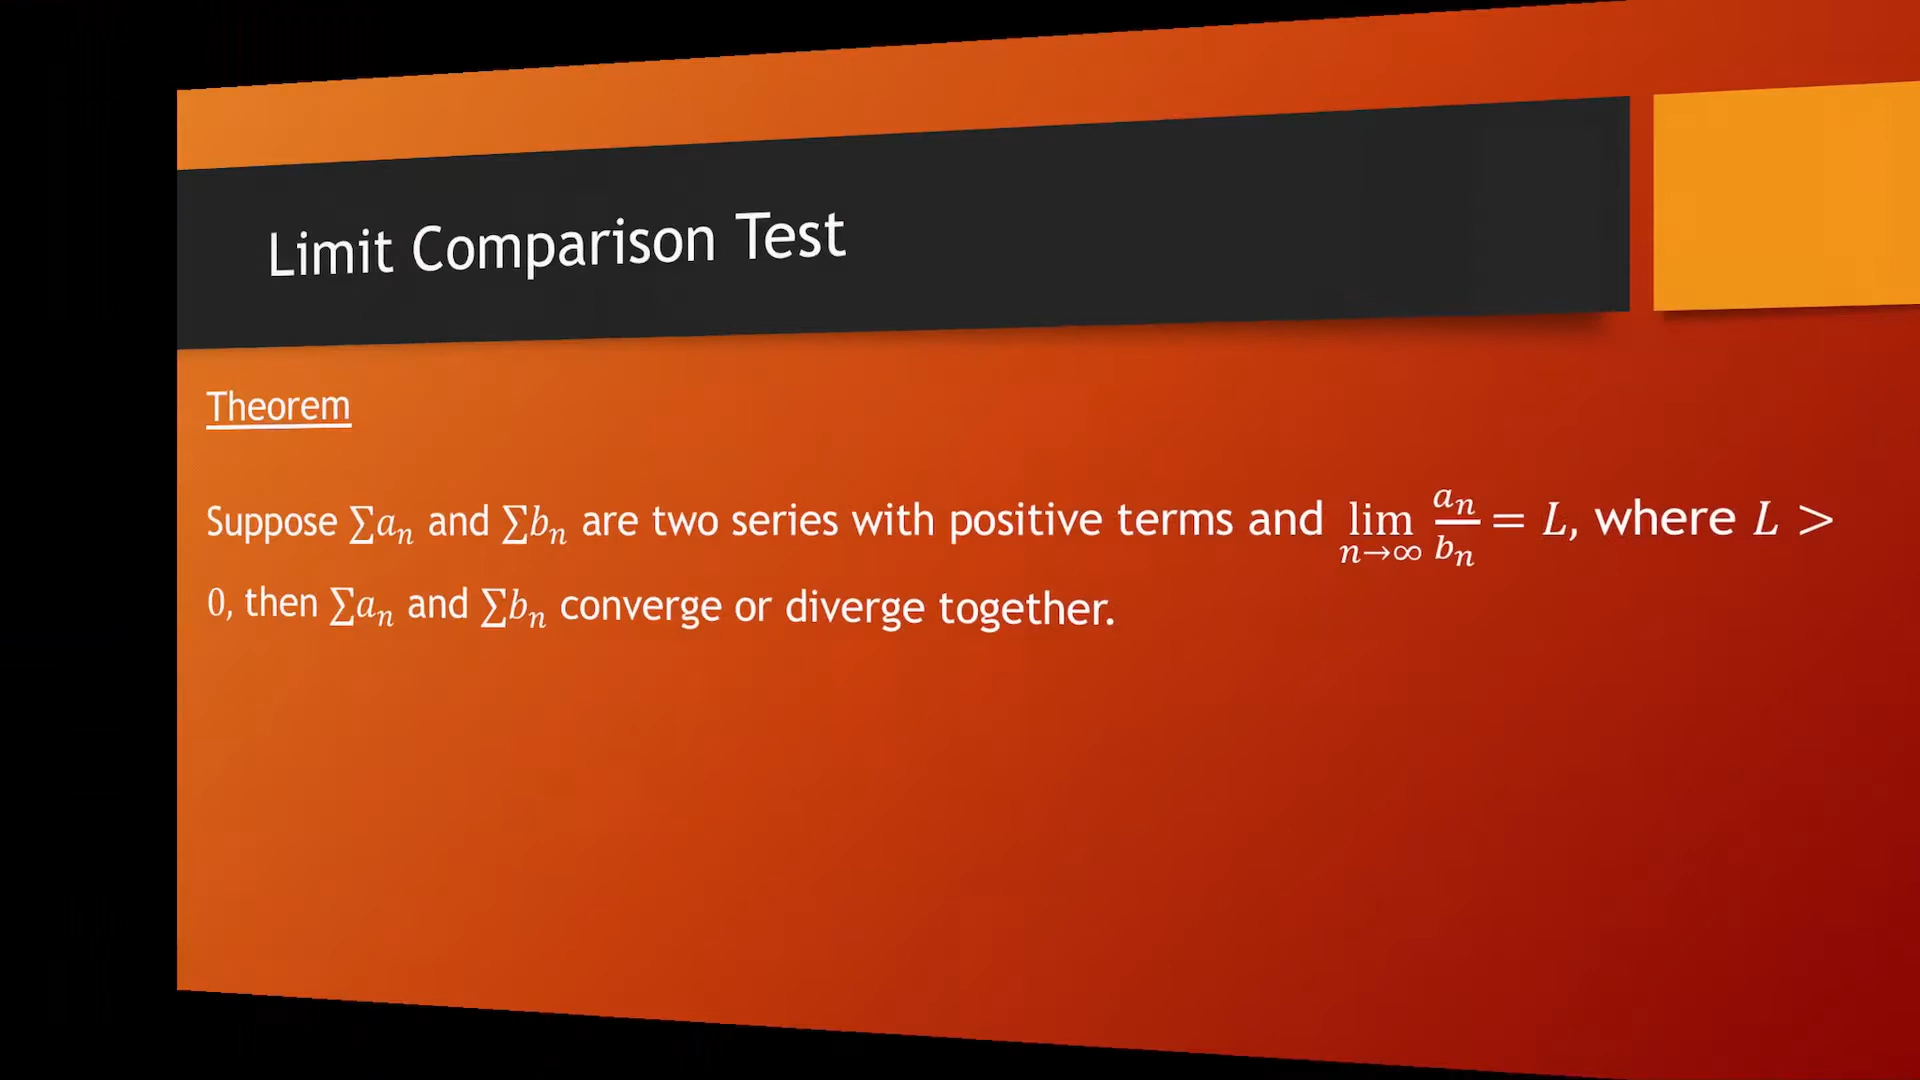 Limit Comparison Test
Theorem
Suppose ∑aₙ and ∑bₙ are two series with positive terms and lim n→∞ aₙ/bₙ = L, where L >
0, then ∑aₙ and ∑bₙ converge or diverge together.